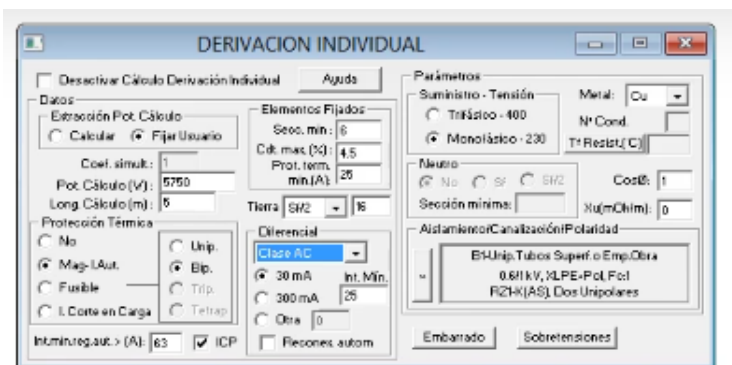 DERIVACION INDIVIDUAL
Desactivar Cálculo Derivación Individual
Ayuda
Datos
Extracción Pot. Cálculo
Calcular
Fijar Usuario
Coef. simult.: 1
Pot. Cálculo (W): 5750
Long. Cálculo (m): 5
Protección Térmica
No
Mag-I.Aut.
Fusible
I. Corte en Carga
Unip.
Bip.
Trip.
Tetrap
Int.min.reg.aut. > (A): 63
ICP
Elementos Fijados
Secc. min: 6
Cdt. max. (%): 4,5
Prot. term. min.(A): 25
Tierra SH/2 16
Diferencial
Clase AC
30 mA
300 mA
Otra 0
Int. Mín.
25
Recones. autom
Parámetros
Suministro - Tensión
Trifásico - 400
Monofásico - 230
Metal: Cu
Nº Cond.
Tª Resist.(ºC)
Neutro
No
SH/2
Sección mínima:
CosØ: 1
Xu(mOhm/m): 0
Aislamiento/Canalización/Polaridad
B1-Unip.Tubos Superf.o Emp.Obra
0.6/1 kV, XLPE+Pol, Fc:1
RZ1-K(AS), Dos Unipolares
Embarrado
Sobretensiones